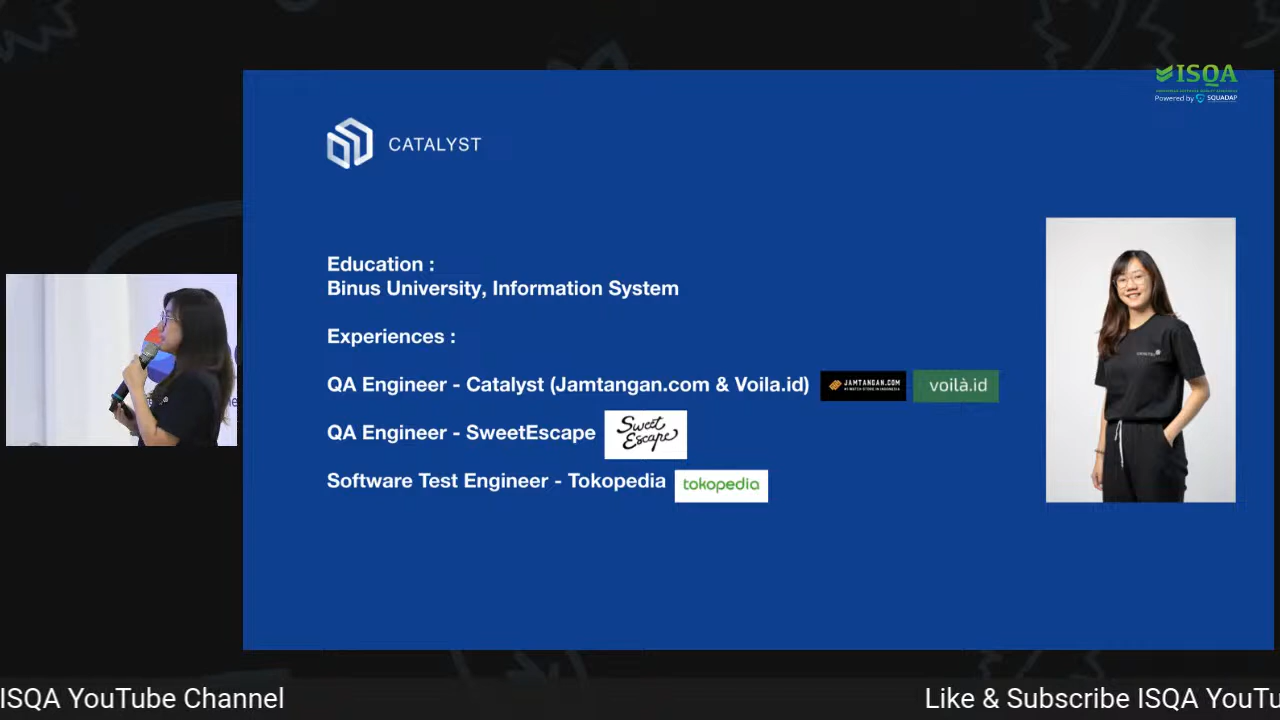 ISQA
Powered by SQUADAP
CATALYST
Education :
Binus University, Information System
Experiences :
QA Engineer - Catalyst (Jamtangan.com & Voila.id)
JAMTANGAN.COM
voilà.id
QA Engineer - SweetEscape
Sweet
Escape
Software Test Engineer - Tokopedia
tokopedia
ISQA YouTube Channel
Like & Subscribe ISQA YouTu